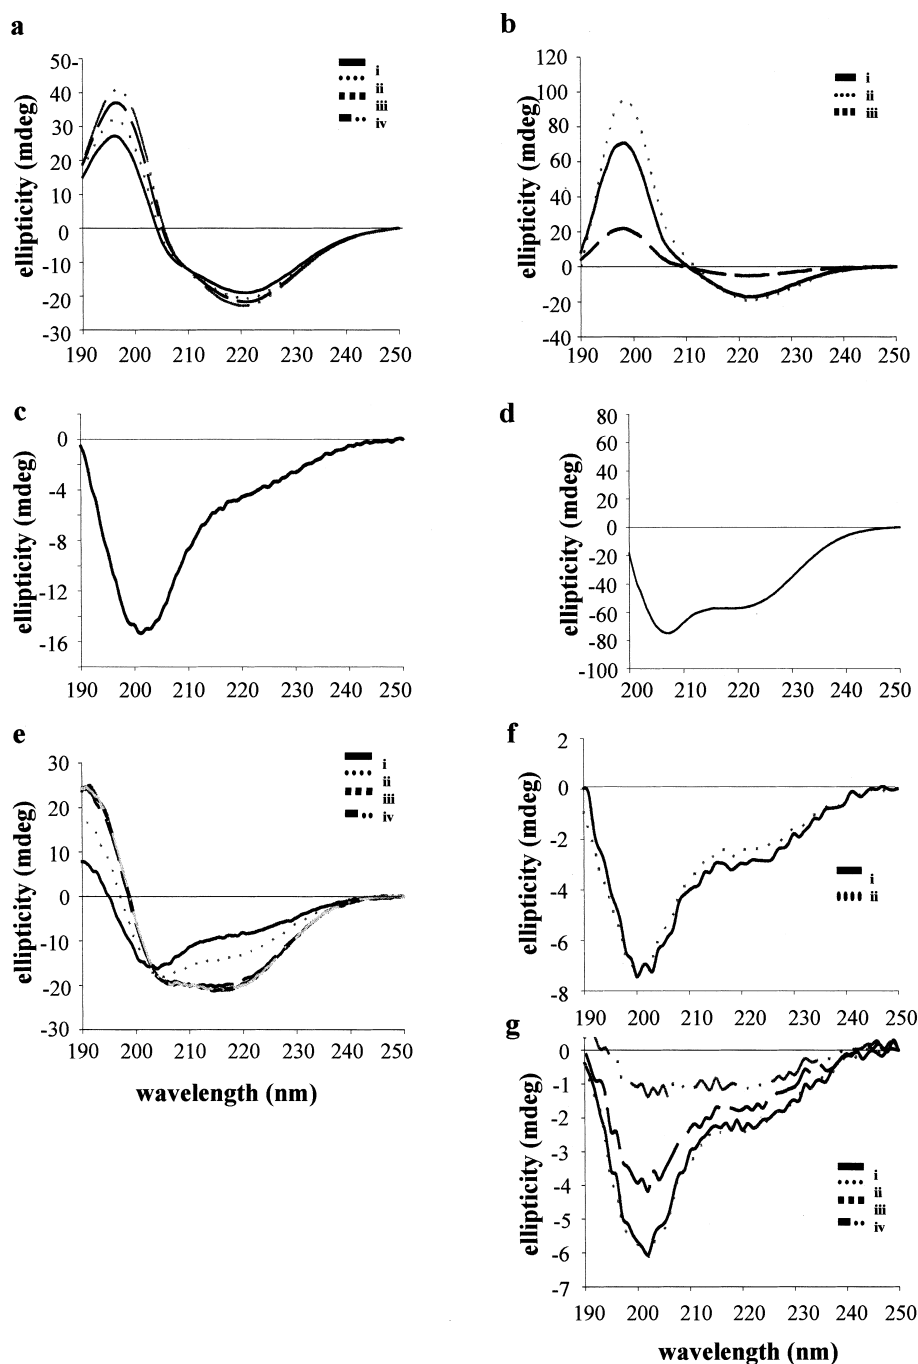 a
ellipticity (mdeg)
50
40
30
20
10
0
-10
-20
-30
190 200 210 220 230 240 250
i
ii
iii
iv
b
ellipticity (mdeg)
120
100
80
60
40
20
0
-20
-40
190 200 210 220 230 240 250
i
ii
iii
c
ellipticity (mdeg)
0
-4
-8
-12
-16
190 200 210 220 230 240 250
d
ellipticity (mdeg)
80
60
40
20
0
-20
-40
-60
-80
-100
200 210 220 230 240 250
e
ellipticity (mdeg)
30
20
10
0
-10
-20
-30
190 200 210 220 230 240 250
wavelength (nm)
i
ii
iii
iv
f
ellipticity (mdeg)
2
0
-2
-4
-6
-8
190 200 210 220 230 240 250
i
ii
g
ellipticity (mdeg)
0
-1
-2
-3
-4
-5
-6
-7
190 200 210 220 230 240 250
wavelength (nm)
i
ii
iii
iv